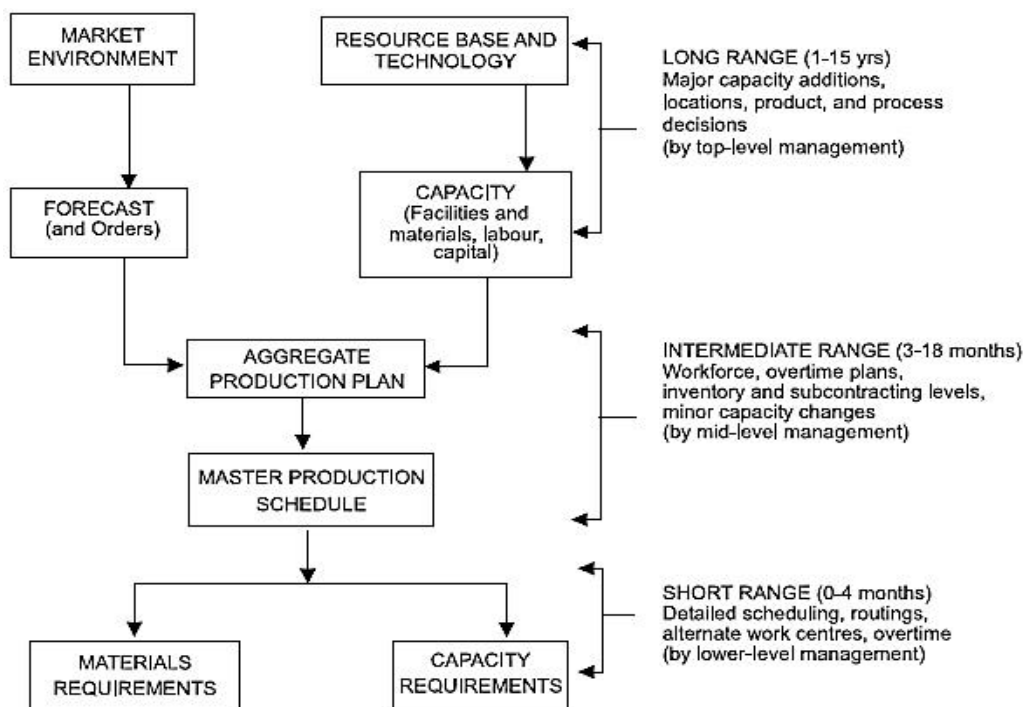 MARKET
ENVIRONMENT
RESOURCE BASE AND
TECHNOLOGY
LONG RANGE (1-15 yrs)
Major capacity additions,
locations, product, and process
decisions
(by top-level management)
FORECAST
(and Orders)
CAPACITY
(Facilities and
materials, labour,
capital)
AGGREGATE
PRODUCTION PLAN
INTERMEDIATE RANGE (3-18 months)
Workforce, overtime plans,
inventory and subcontracting levels,
minor capacity changes
(by mid-level management)
MASTER PRODUCTION
SCHEDULE
SHORT RANGE (0-4 months)
Detailed scheduling, routings,
alternate work centres, overtime
(by lower-level management)
MATERIALS
REQUIREMENTS
CAPACITY
REQUIREMENTS